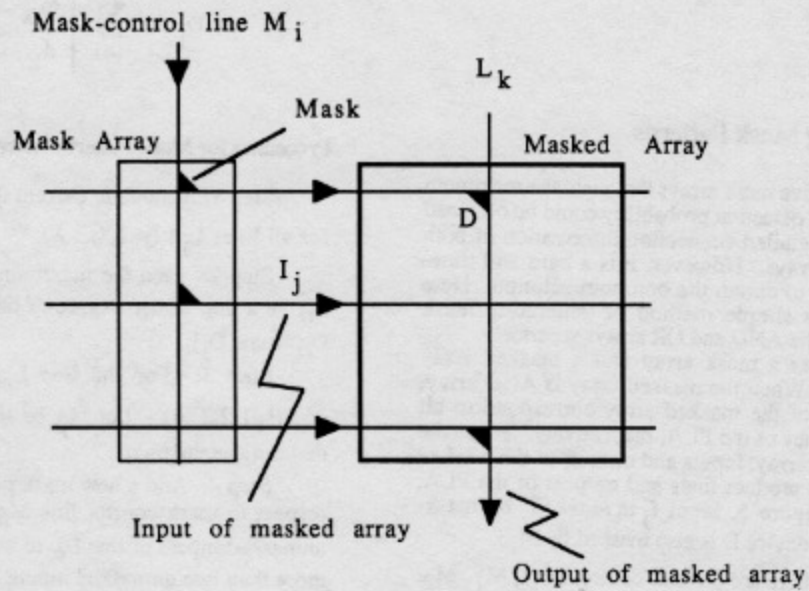 Mask-control line M i
L k
Mask
Mask Array
Masked Array
D
I j
Input of masked array
Output of masked array